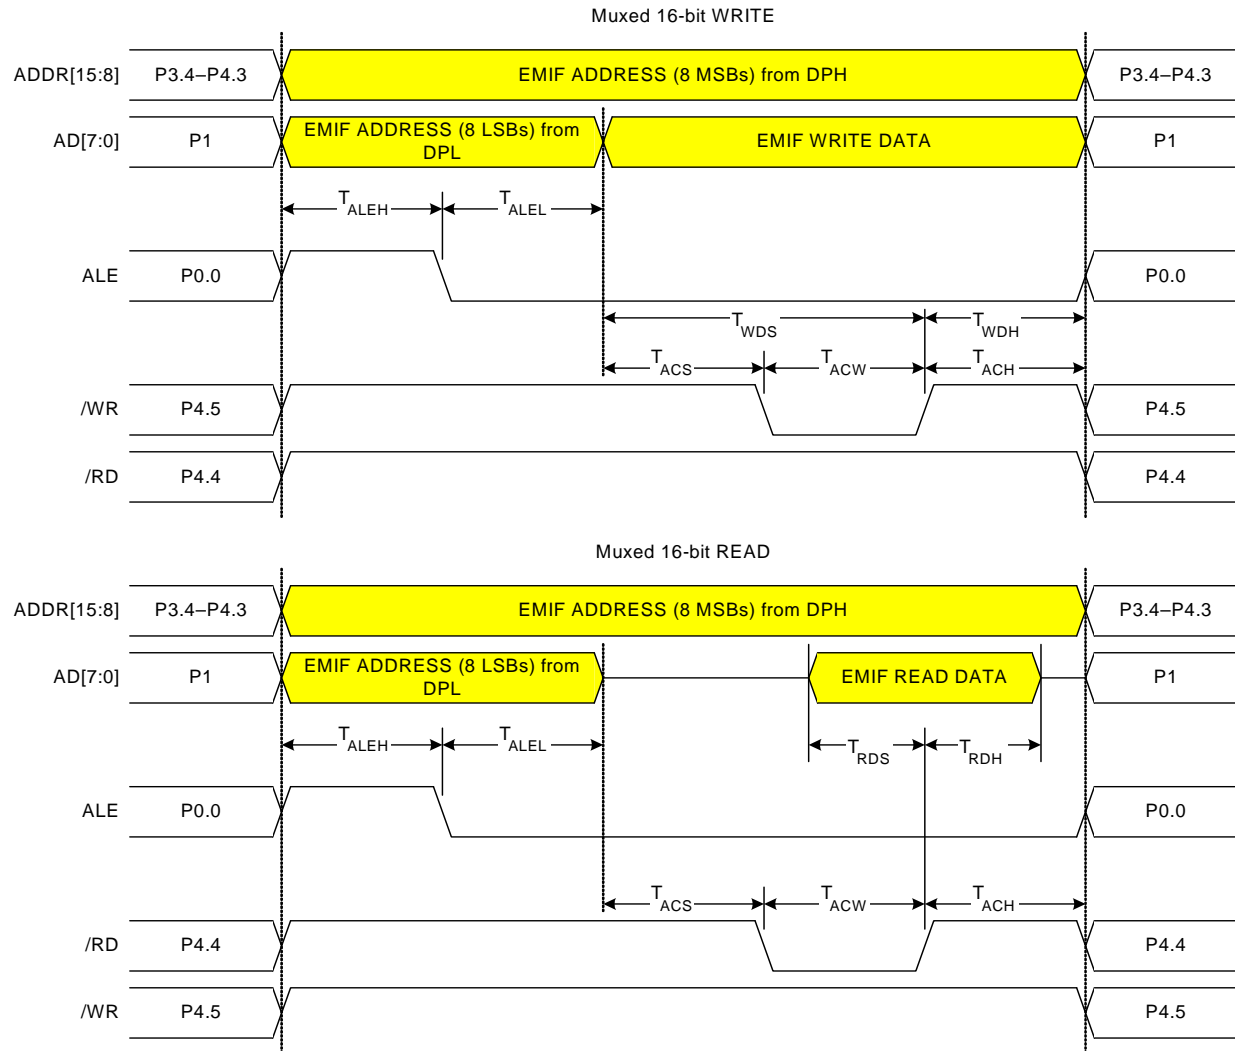 Muxed 16-bit WRITE
ADDR[15:8] P3.4–P4.3 EMIF ADDRESS (8 MSBs) from DPH P3.4–P4.3
AD[7:0] P1 EMIF ADDRESS (8 LSBs) from DPL EMIF WRITE DATA P1
TALEH TALEL
ALE P0.0 P0.0
TWDS TWDH
TACS TACW TACH
/WR P4.5 P4.5
/RD P4.4 P4.4
Muxed 16-bit READ
ADDR[15:8] P3.4–P4.3 EMIF ADDRESS (8 MSBs) from DPH P3.4–P4.3
AD[7:0] P1 EMIF ADDRESS (8 LSBs) from DPL EMIF READ DATA P1
TALEH TALEL TRDS TRDH
ALE P0.0 P0.0
TACS TACW TACH
/RD P4.4 P4.4
/WR P4.5 P4.5